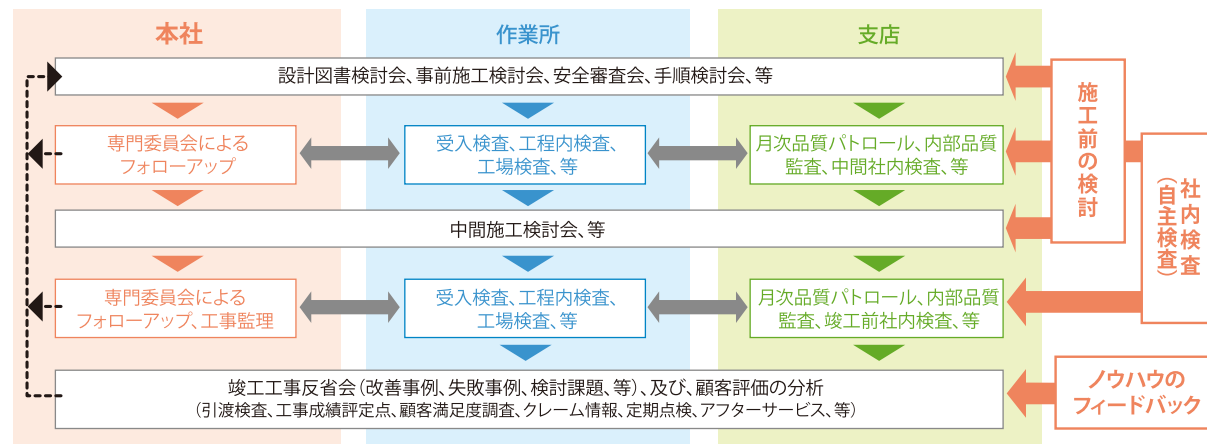 本社
作業所
支店
設計図書検討会、事前施工検討会、安全審査会、手順検討会、等
専門委員会による
フォローアップ
受入検査、工程内検査、
工場検査、等
月次品質パトロール、内部品質
監査、中間社内検査、等
中間施工検討会、等
専門委員会による
フォローアップ、工事監理
受入検査、工程内検査、
工場検査、等
月次品質パトロール、内部品質
監査、竣工前社内検査、等
竣工工事反省会（改善事例、失敗事例、検討課題、等）、及び、顧客評価の分析
（引渡検査、工事成績評定点、顧客満足度調査、クレーム情報、定期点検、アフターサービス、等）
施工前の検討
社内検査
（自主検査）
ノウハウの
フィードバック